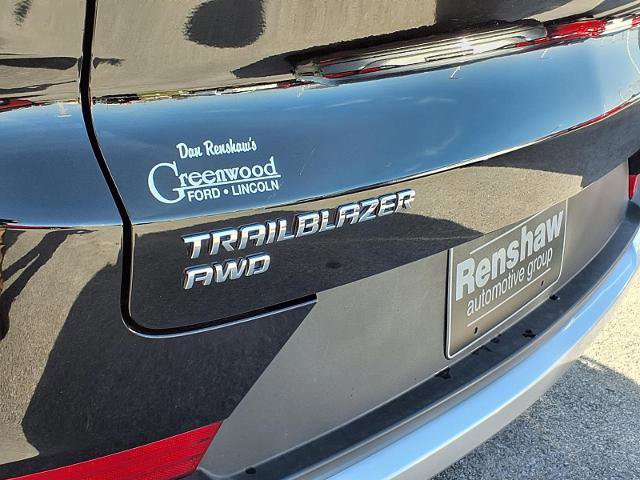 Dan Renshaw's
Greenwood
FORD • LINCOLN
TRAILBLAZER
AWD
Renshaw
automotive group